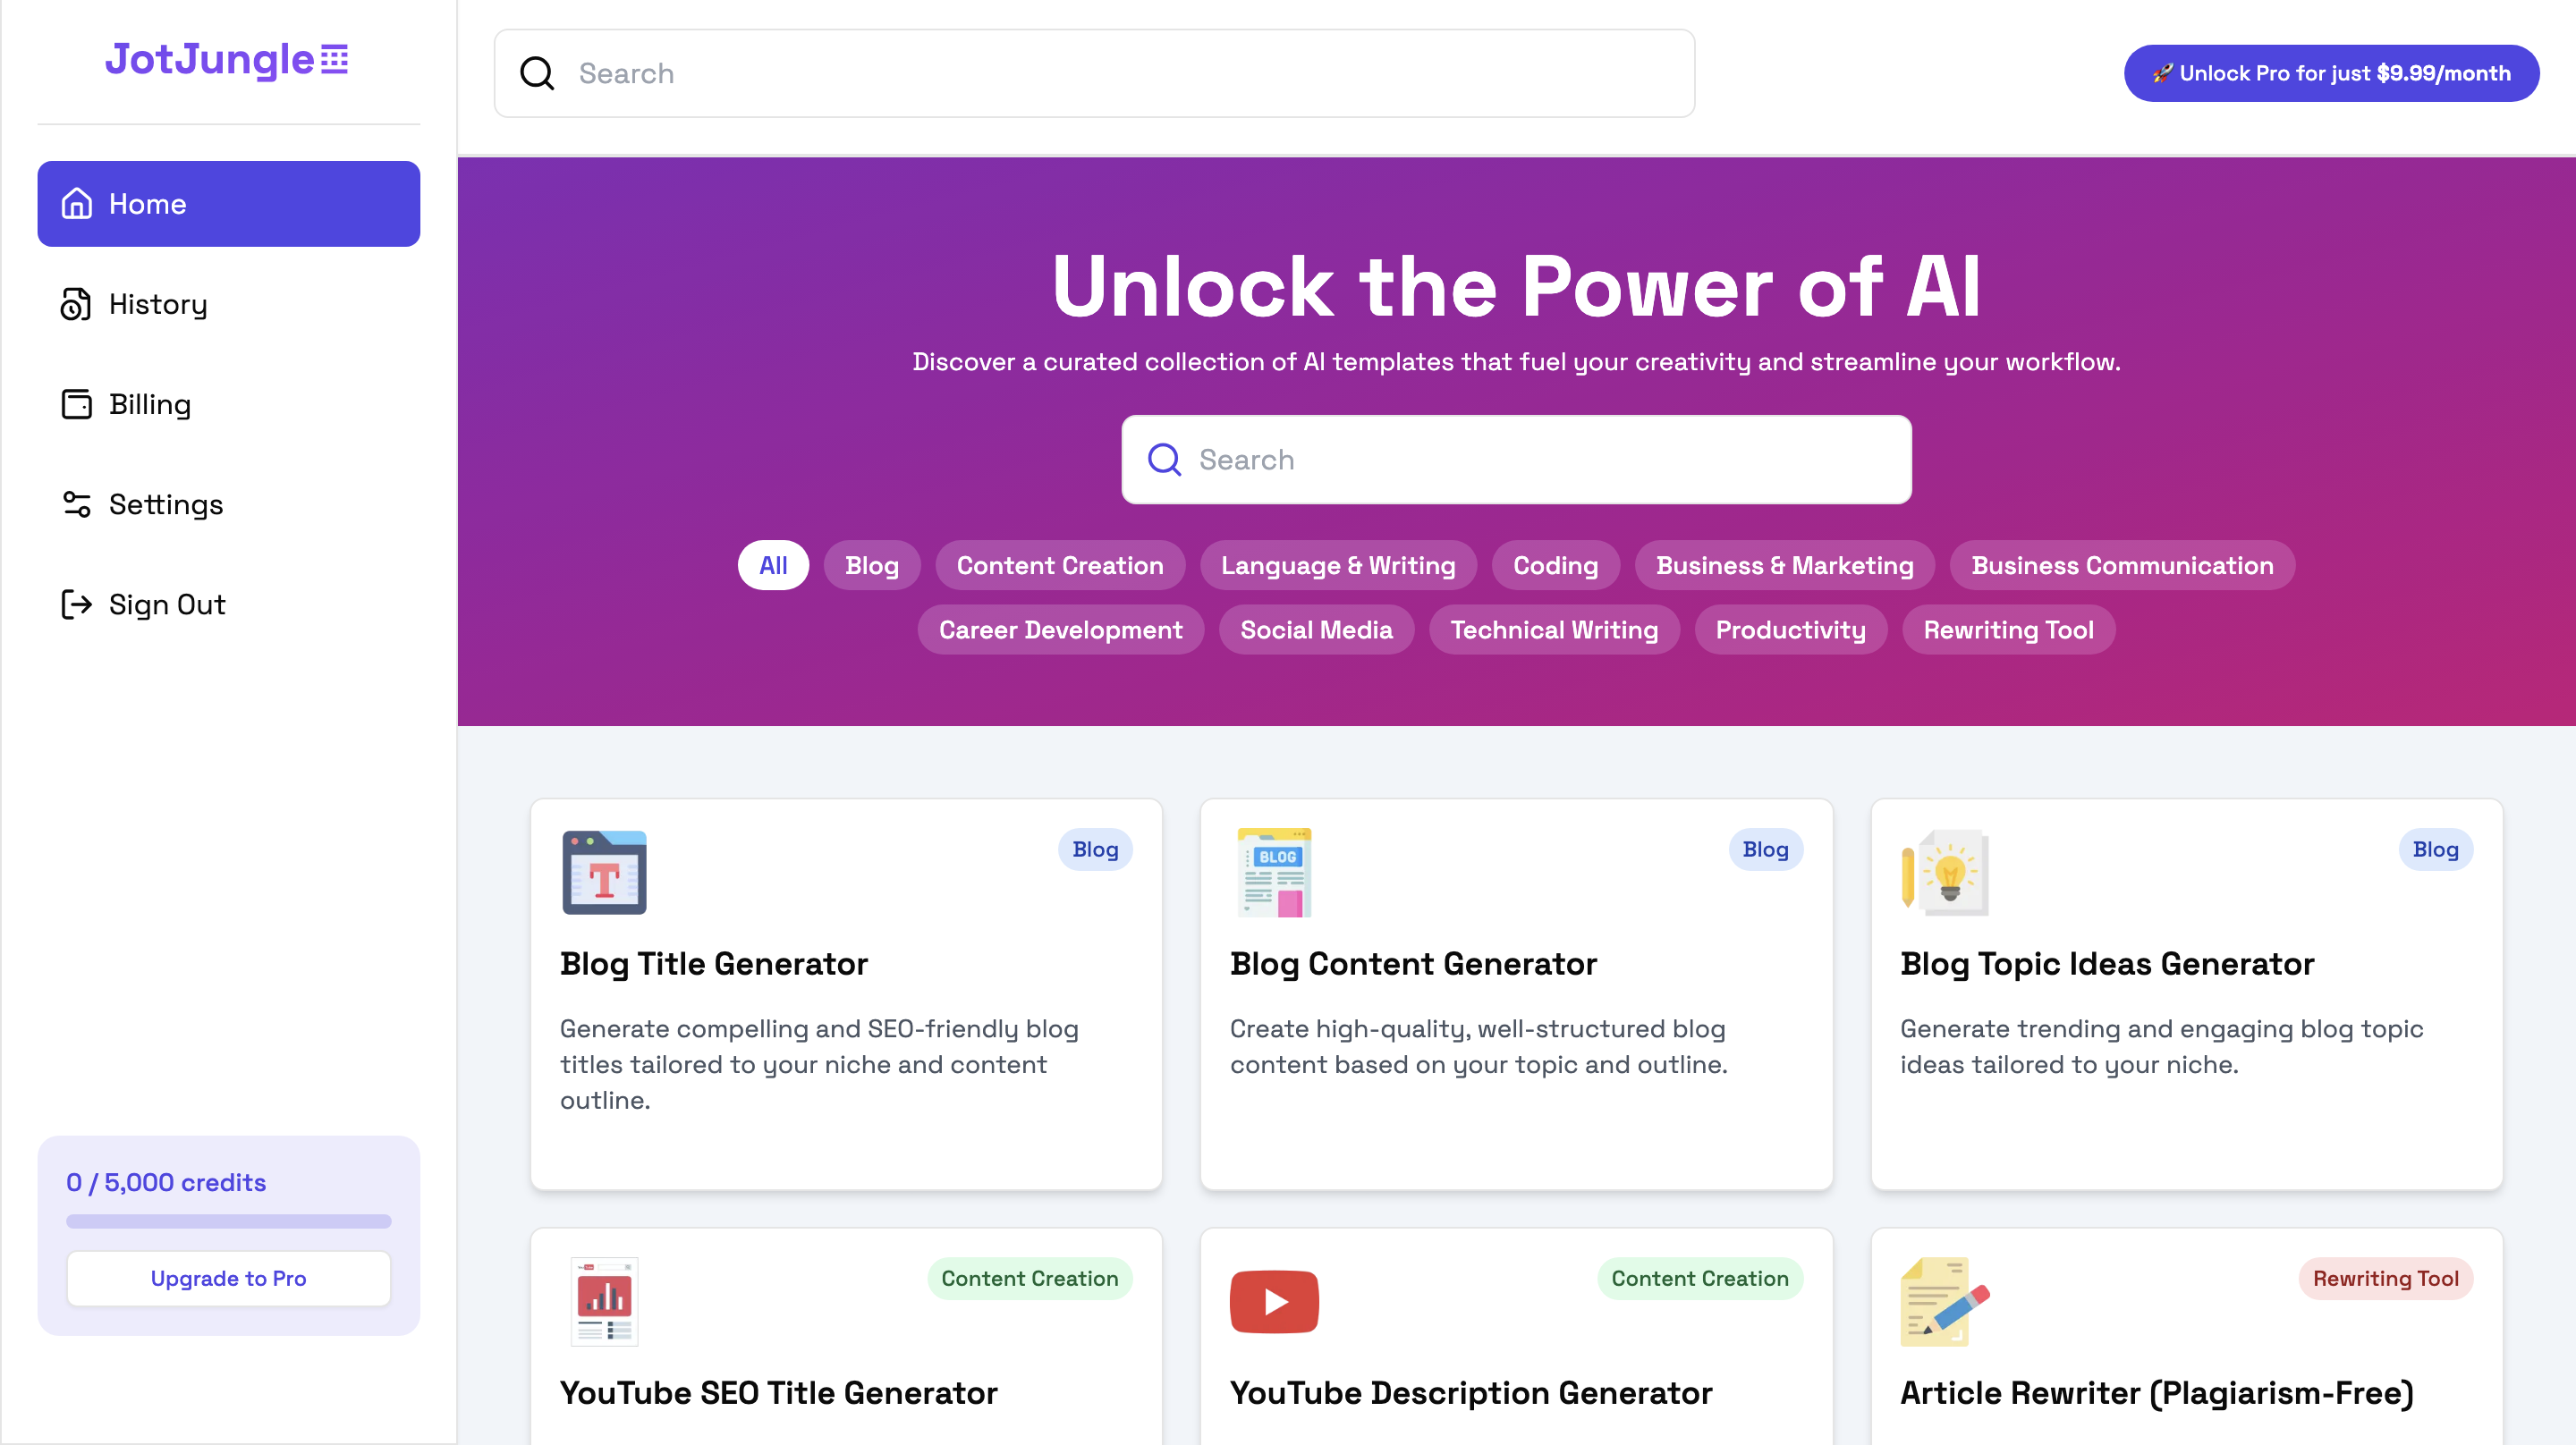 JotJungle
Search
🚀 Unlock Pro for just $9.99/month
Home
History
Billing
Settings
Sign Out
0 / 5,000 credits
Upgrade to Pro
Unlock the Power of AI
Discover a curated collection of AI templates that fuel your creativity and streamline your workflow.
Search
All Blog Content Creation Language & Writing Coding Business & Marketing Business Communication
Career Development Social Media Technical Writing Productivity Rewriting Tool
Blog
Blog Title Generator
Generate compelling and SEO-friendly blog
titles tailored to your niche and content
outline.
BLOG
Blog
Blog Content Generator
Create high-quality, well-structured blog
content based on your topic and outline.
Blog
Blog Topic Ideas Generator
Generate trending and engaging blog topic
ideas tailored to your niche.
Content Creation
YouTube SEO Title Generator
Content Creation
YouTube Description Generator
Rewriting Tool
Article Rewriter (Plagiarism-Free)